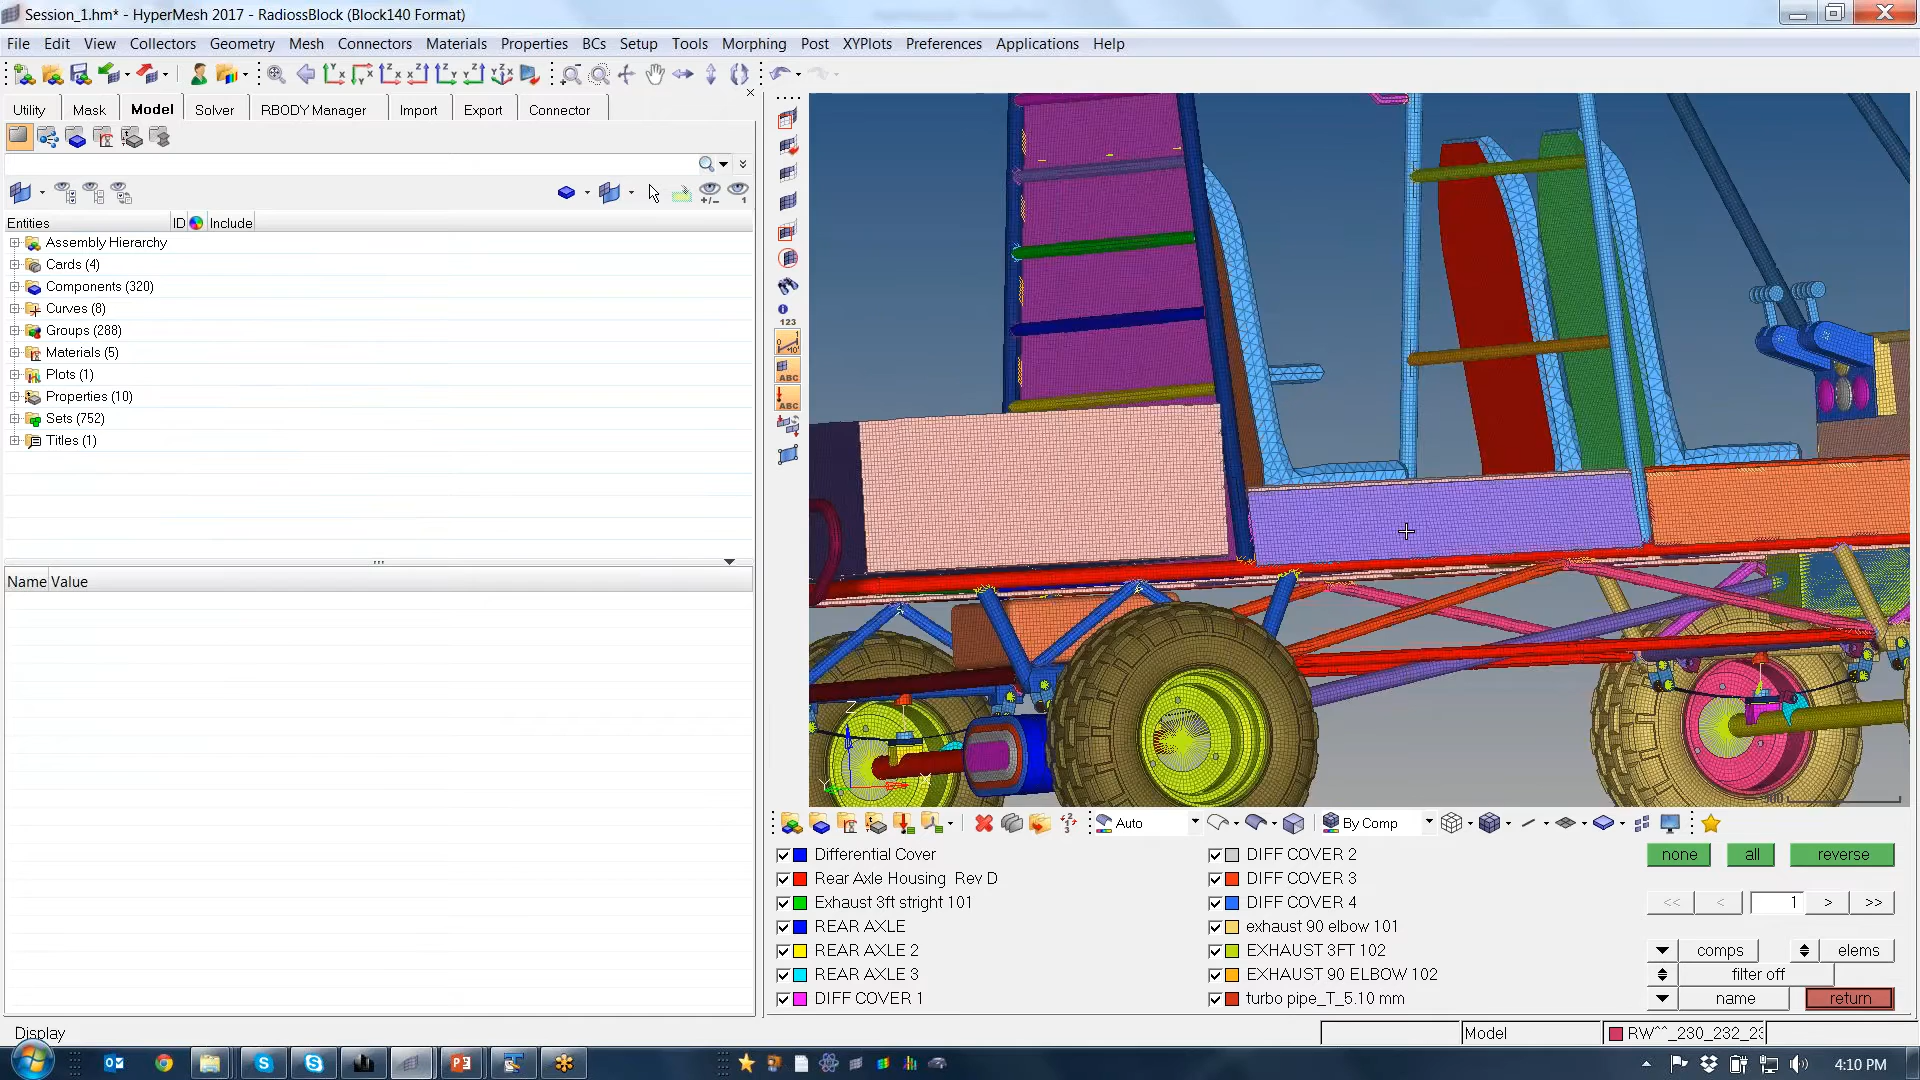 Session_1.hm* - HyperMesh 2017 - RadiossBlock (Block140 Format)
File Edit View Collectors Geometry Mesh Connectors Materials Properties BCs Setup Tools Morphing Post XYPlots Preferences Applications Help
Utility Mask Model Solver RBODY Manager Import Export Connector
Entities ID Include
Assembly Hierarchy
Cards (4)
Components (320)
Curves (8)
Groups (288)
Materials (5)
Plots (1)
Properties (10)
Sets (752)
Titles (1)
Name Value
123
ABC
ABC
Z
Y
Auto
By Comp
Differential Cover
Rear Axle Housing Rev D
Exhaust 3ft stright 101
REAR AXLE
REAR AXLE 2
REAR AXLE 3
DIFF COVER 1
DIFF COVER 2
DIFF COVER 3
DIFF COVER 4
exhaust 90 elbow 101
EXHAUST 3FT 102
EXHAUST 90 ELBOW 102
turbo pipe_T_5.10 mm
none all reverse
<< < 1 > >>
comps elems
filter off
name return
Display
Model
RW^^_230_232_23
4:10 PM